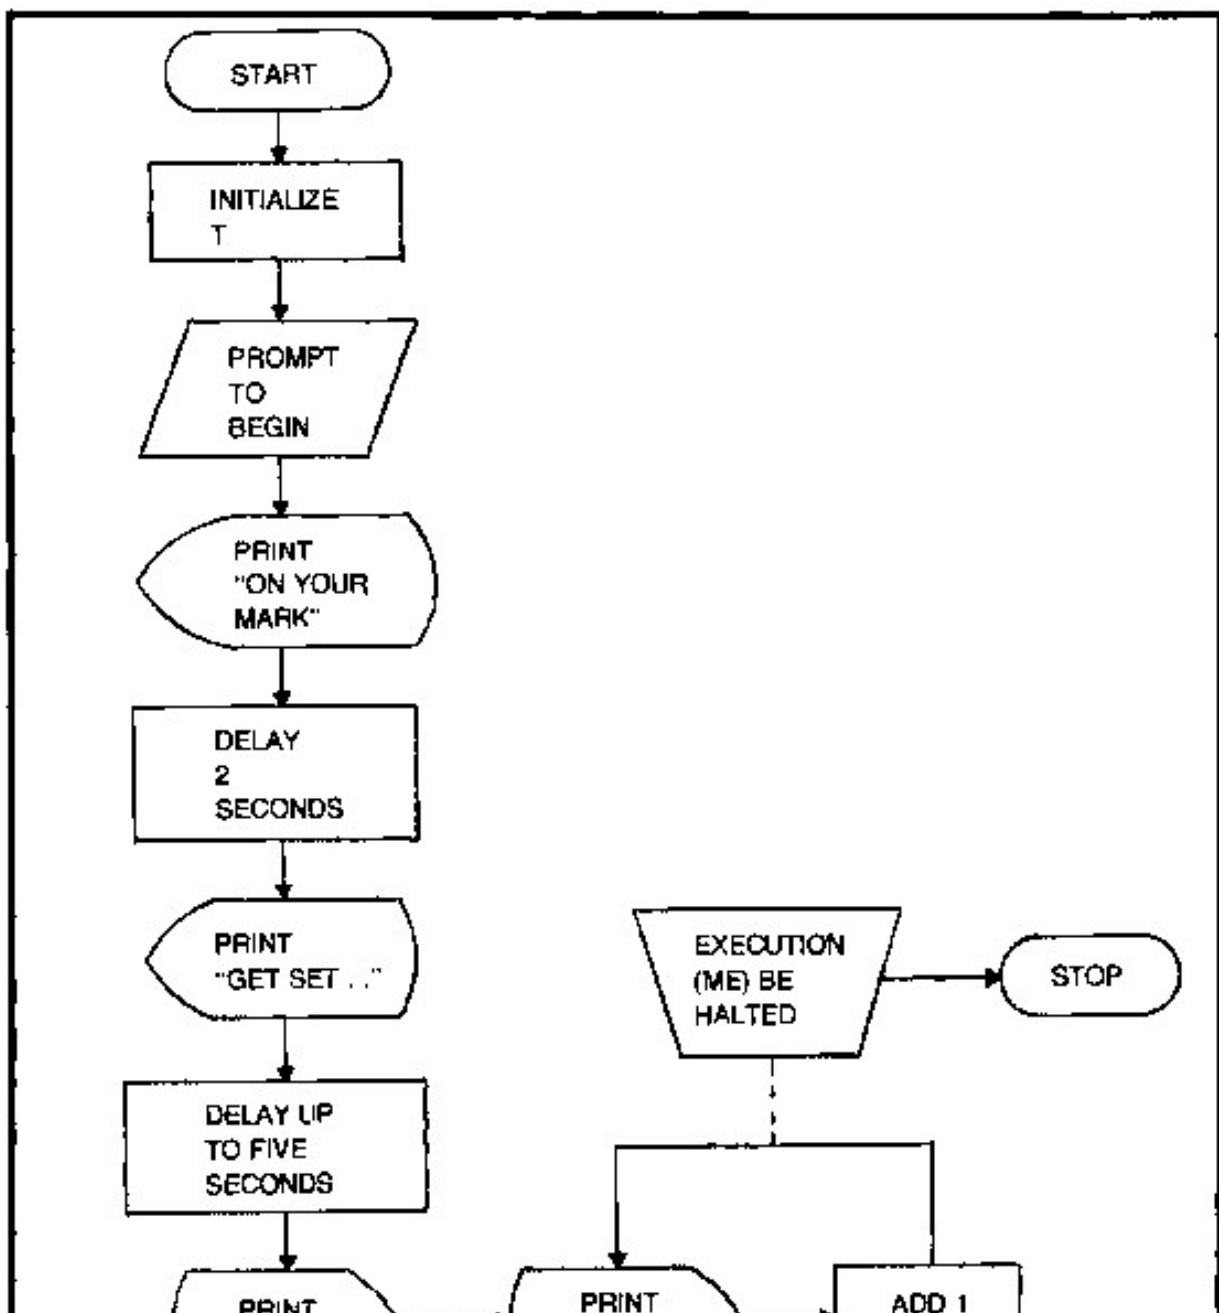 START
INITIALIZE
T
PROMPT
TO
BEGIN
PRINT
"ON YOUR
MARK"
DELAY
2
SECONDS
PRINT
"GET SET . ."
EXECUTION
(ME) BE
HALTED
STOP
DELAY UP
TO FIVE
SECONDS
PRINT
PRINT
ADD 1